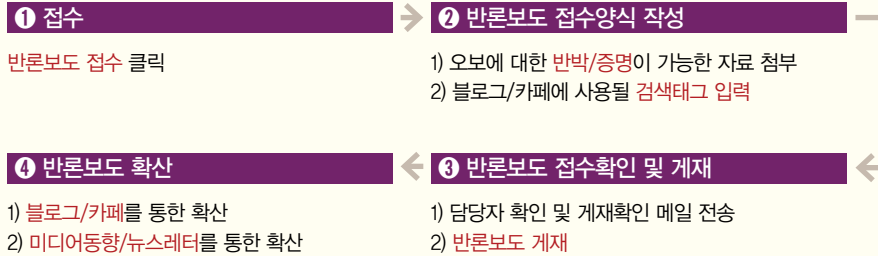 ❶ 접수
반론보도 접수 클릭
❷ 반론보도 접수양식 작성
1) 오보에 대한 반박/증명이 가능한 자료 첨부
2) 블로그/카페에 사용될 검색태그 입력
❸ 반론보도 접수확인 및 게재
1) 담당자 확인 및 게재확인 메일 전송
2) 반론보도 게재
❹ 반론보도 확산
1) 블로그/카페를 통한 확산
2) 미디어동향/뉴스레터를 통한 확산